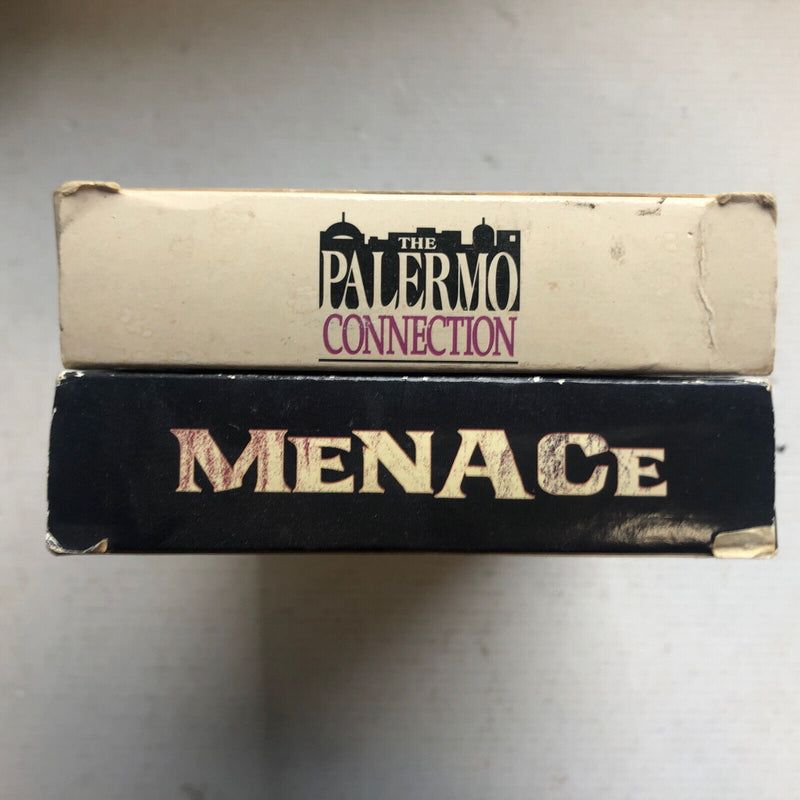 THE
PALERMO
CONNECTION
MENACE